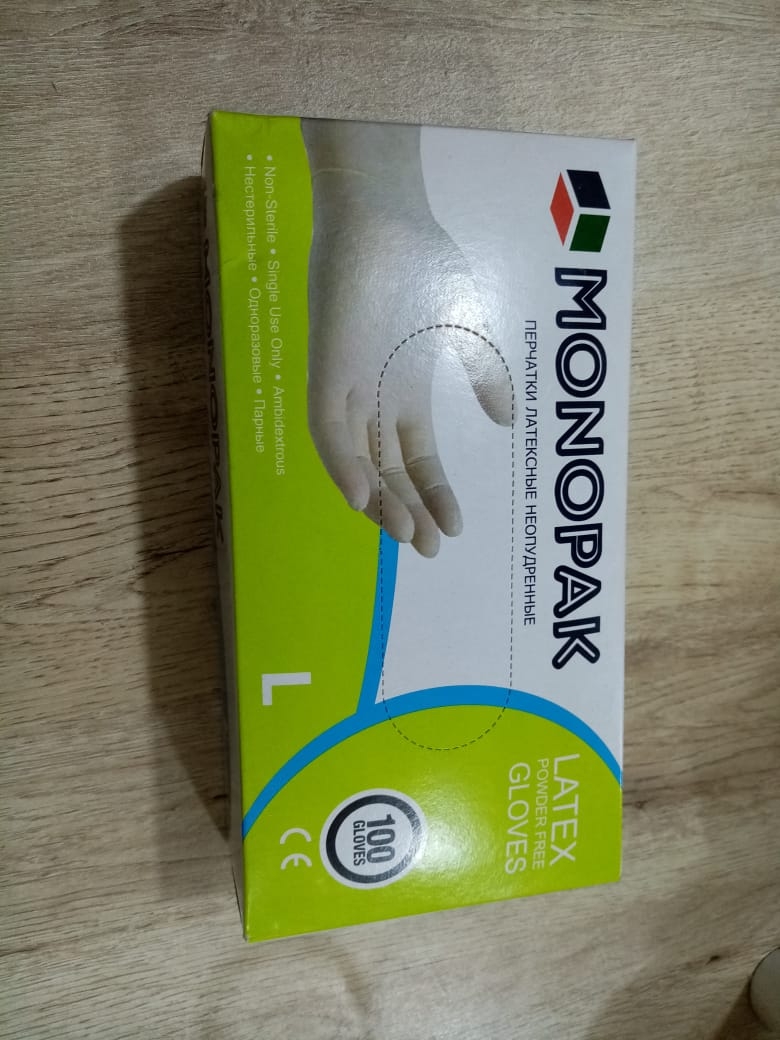 MONOPAK
ПЕРЧАТКИ ЛАТЕКСНЫЕ НЕОПУДРЕННЫЕ
LATEX
POWDER FREE
GLOVES
• Non-Sterile • Single Use Only • Ambidextrous
• Нестерильные • Одноразовые • Парные
L
100
GLOVES
CE
MONOPAK